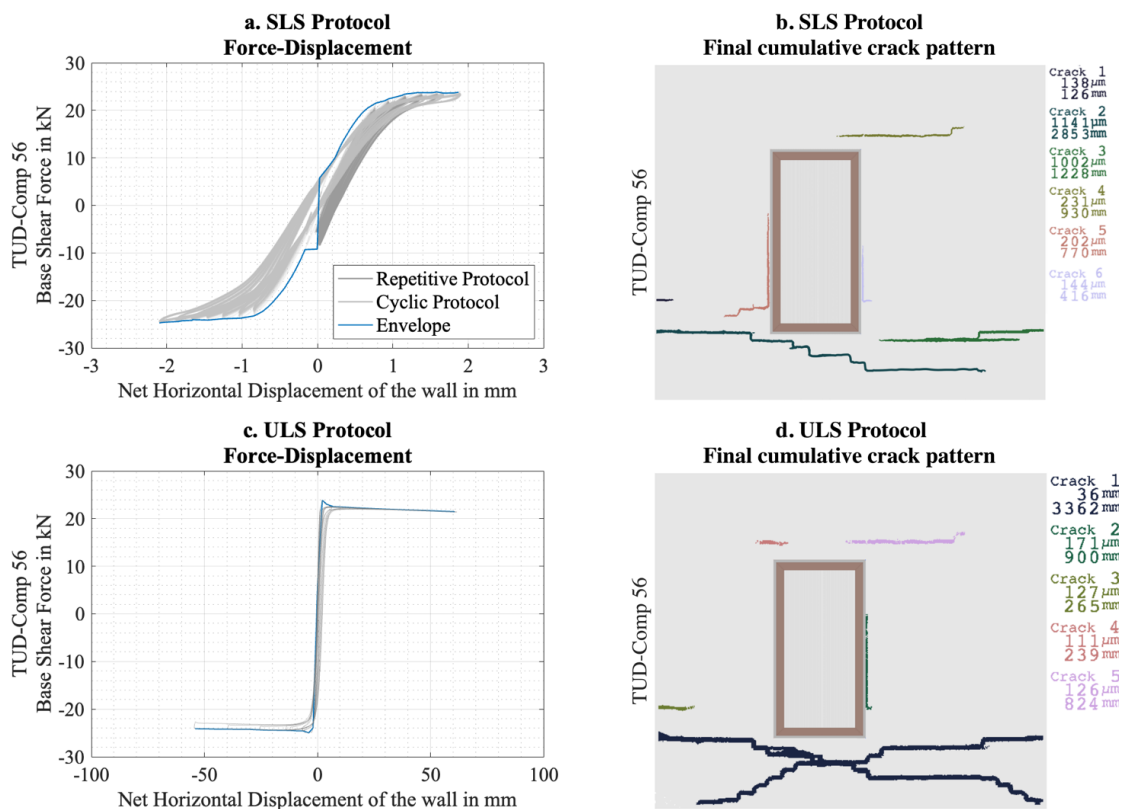 a. SLS Protocol
Force-Displacement
30
20
10
0
-10
-20
-30
-3
-2
-1
0
1
2
3
TUD-Comp 56
Base Shear Force in kN
Net Horizontal Displacement of the wall in mm
Repetitive Protocol
Cyclic Protocol
Envelope
b. SLS Protocol
Final cumulative crack pattern
TUD-Comp 56
Crack 1
138μm
126mm
Crack 2
1141μm
2853mm
Crack 3
1002μm
1228mm
Crack 4
231μm
930mm
Crack 5
202μm
770mm
Crack 6
144μm
416mm
c. ULS Protocol
Force-Displacement
30
20
10
0
-10
-20
-30
-100
-50
0
50
100
TUD-Comp 56
Base Shear Force in kN
Net Horizontal Displacement of the wall in mm
d. ULS Protocol
Final cumulative crack pattern
TUD-Comp 56
Crack 1
36mm
3362mm
Crack 2
171μm
900mm
Crack 3
127μm
265mm
Crack 4
111μm
239mm
Crack 5
126μm
824mm